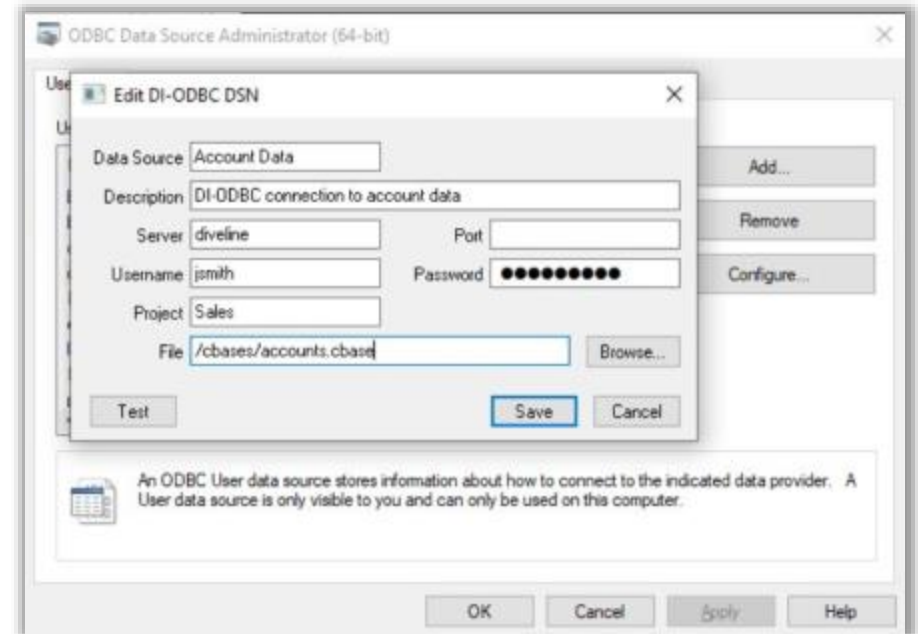 ODBC Data Source Administrator (64-bit)
Edit DI-ODBC DSN
Data Source Account Data
Description DI-ODBC connection to account data
Server diveline Port
Username jsmith Password ●●●●●●●●●
Project Sales
File /cbases/accounts.cbase Browse...
Test Save Cancel
Add...
Remove
Configure...
An ODBC User data source stores information about how to connect to the indicated data provider. A
User data source is only visible to you and can only be used on this computer.
OK Cancel Apply Help